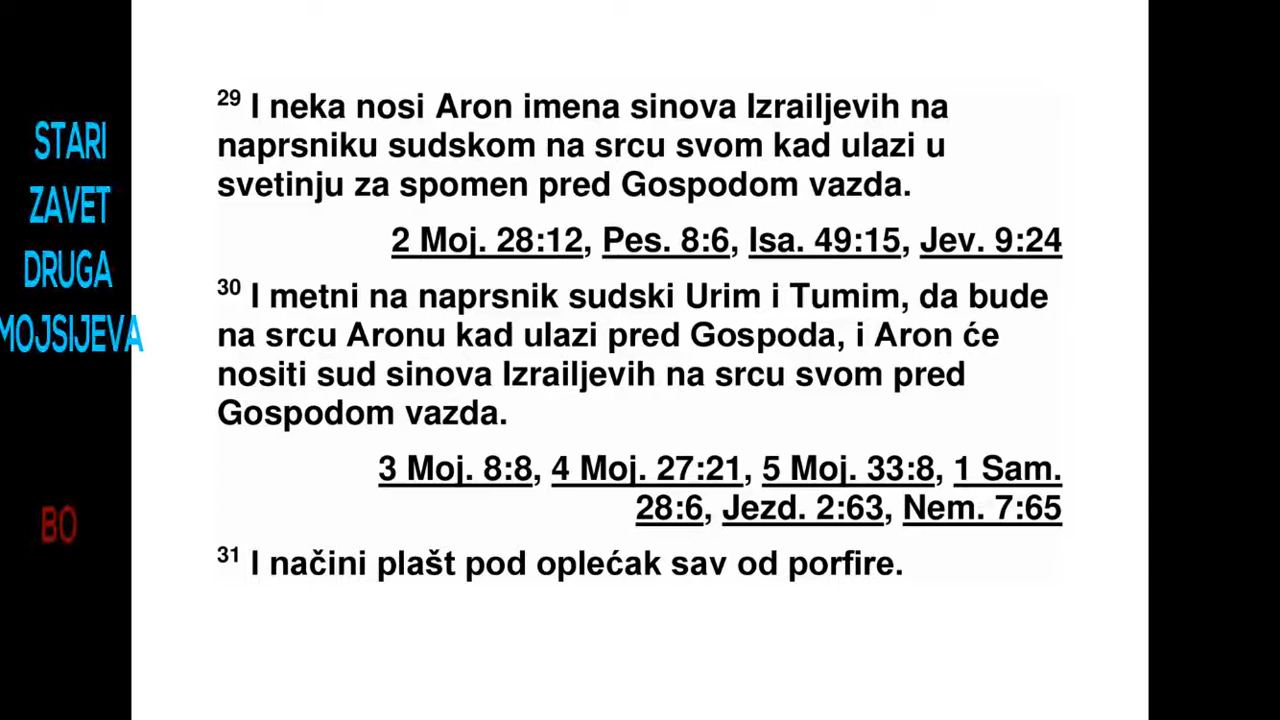 STARI
ZAVET
DRUGA
MOJSIJEVA
BO
29 I neka nosi Aron imena sinova Izrailjevih na
naprsniku sudskom na srcu svom kad ulazi u
svetinju za spomen pred Gospodom vazda.
2 Moj. 28:12, Pes. 8:6, Isa. 49:15, Jev. 9:24
30 I metni na naprsnik sudski Urim i Tumim, da bude
na srcu Aronu kad ulazi pred Gospoda, i Aron će
nositi sud sinova Izrailjevih na srcu svom pred
Gospodom vazda.
3 Moj. 8:8, 4 Moj. 27:21, 5 Moj. 33:8, 1 Sam.
28:6, Jezd. 2:63, Nem. 7:65
31 I načini plašt pod oplećak sav od porfire.